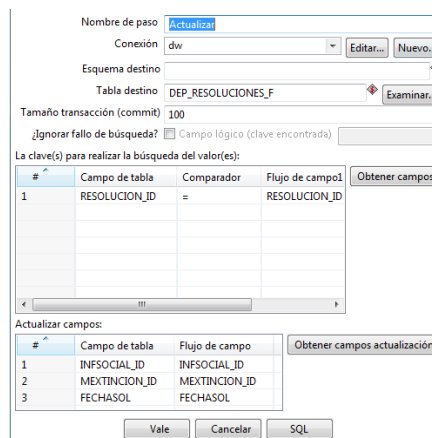 Nombre de paso Actualizar
Conexión dw Editar... Nuevo..
Esquema destino
Tabla destino DEP_RESOLUCIONES_F Examinar..
Tamaño transacción (commit) 100
¿Ignorar fallo de búsqueda? Campo lógico (clave encontrada)
La clave(s) para realizar la búsqueda del valor(es):
# Campo de tabla Comparador Flujo de campo1 Obtener campos
1 RESOLUCION_ID = RESOLUCION_ID
Actualizar campos:
# Campo de tabla Flujo de campo Obtener campos actualización
1 INFSOCIAL_ID INFSOCIAL_ID
2 MEXTINCION_ID MEXTINCION_ID
3 FECHASOL FECHASOL
Vale Cancelar SQL